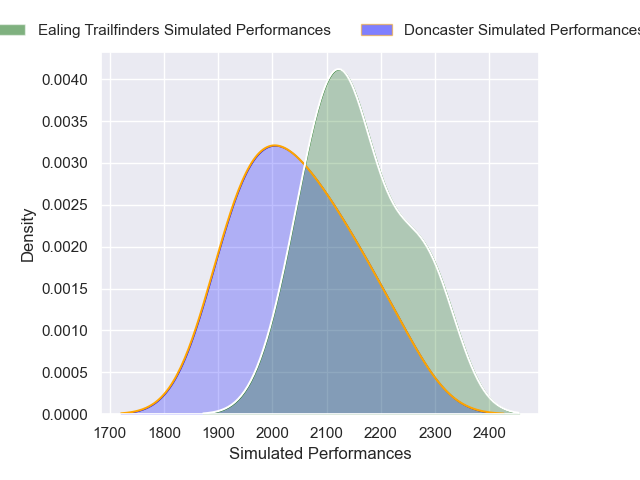 Ealing Trailfinders Simulated Performances
Doncaster Simulated Performances
0.0040
0.0035
0.0030
0.0025
0.0020
0.0015
0.0010
0.0005
0.0000
Density
1700 1800 1900 2000 2100 2200 2300 2400
Simulated Performances